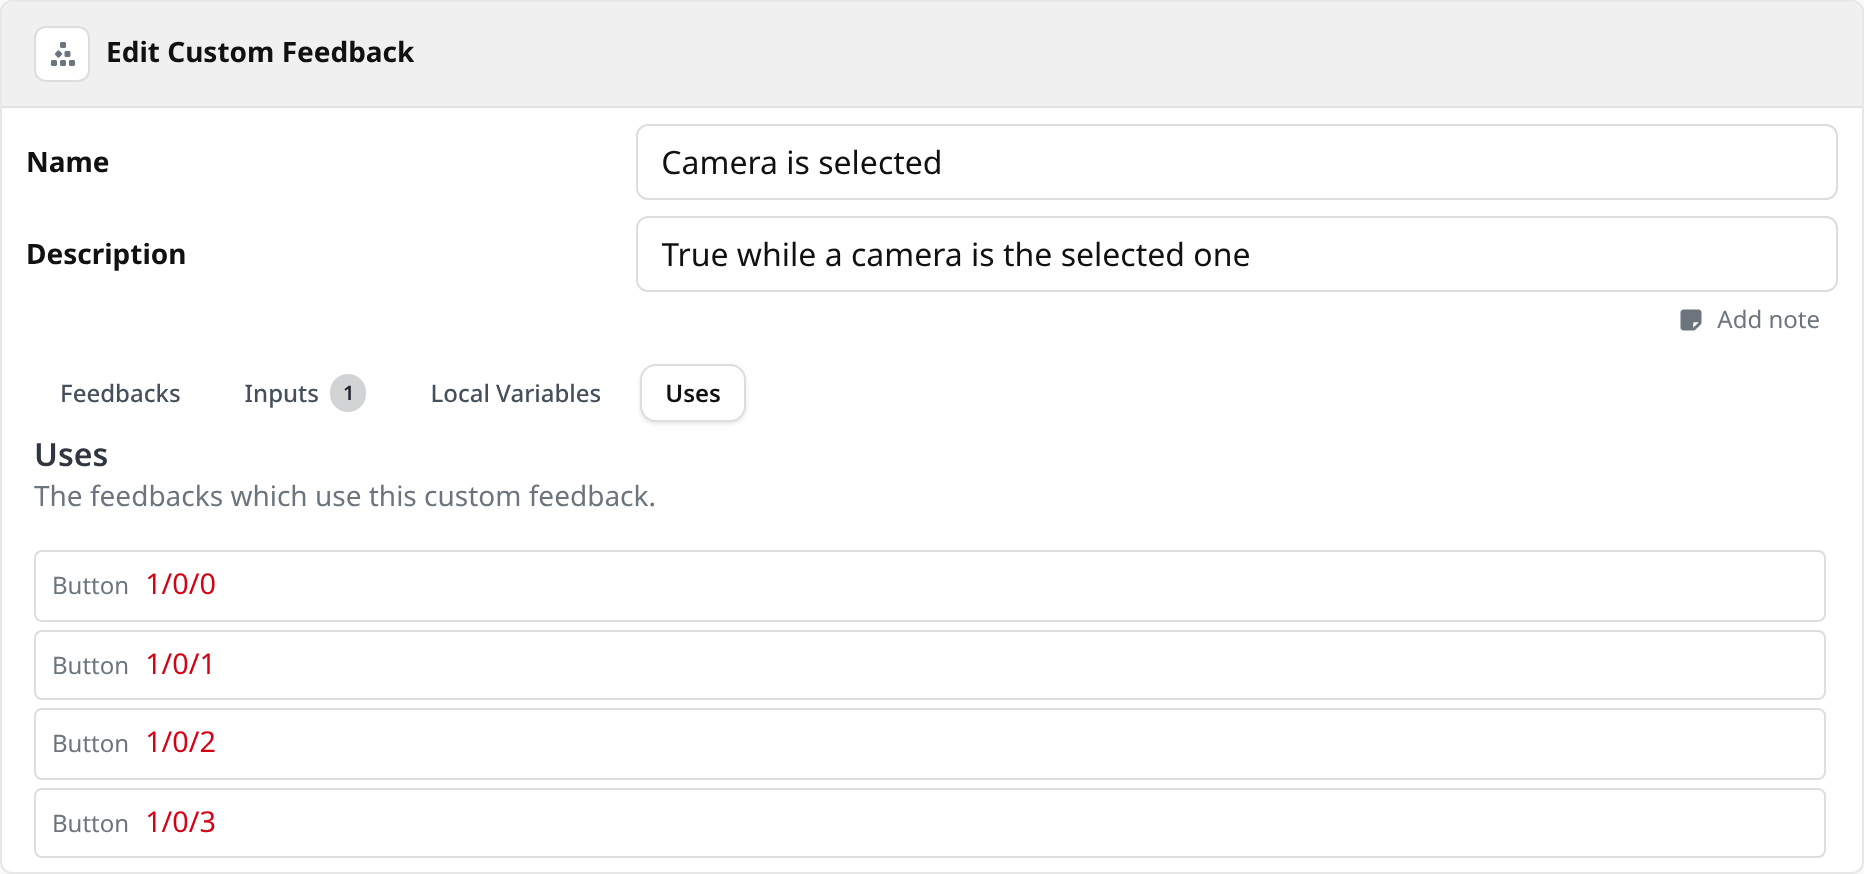 Edit Custom Feedback
Name
Camera is selected
Description
True while a camera is the selected one
Add note
Feedbacks Inputs 1 Local Variables Uses
Uses
The feedbacks which use this custom feedback.
Button 1/0/0
Button 1/0/1
Button 1/0/2
Button 1/0/3